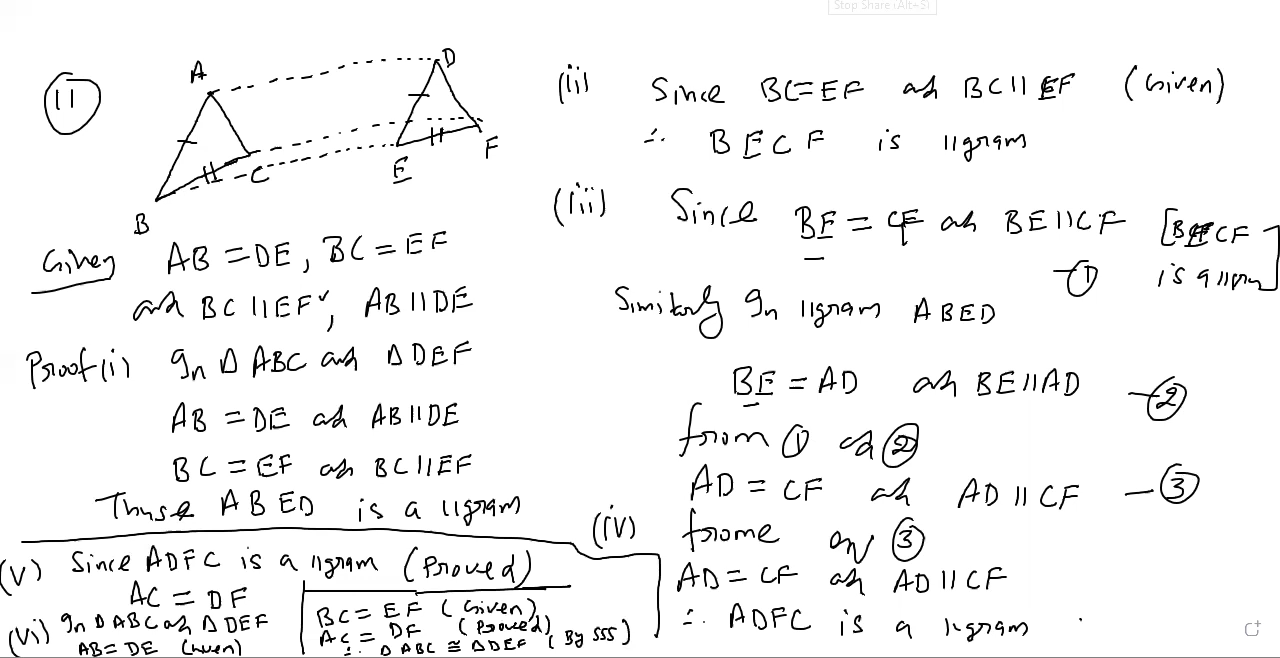 Stop Share (Alt+S)
11
A
D
B
C
E
F
Given AB = DE, BC = EF
and BC || EF, AB || DE
Proof (i) In Δ ABC and Δ DEF
AB = DE and AB || DE
BC = EF and BC || EF
Thuse ABED is a ||gram
(ii) Since BC = EF and BC || EF (Given)
∴ BECF is ||gram
(iii) Since BE = CF and BE || CF [BECF
— ① is a ||gram]
Similarly In ||gram ABED
BE = AD and BE || AD — ②
from ① and ②
AD = CF and AD || CF — ③
(iv) frome ③
AD = CF and AD || CF
∴ ADFC is a ||gram
(v) Since ADFC is a ||gram (Proved)
AC = DF
(vi) In Δ ABC and Δ DEF
AB = DE (Given)
BC = EF (Given)
AC = DF (Proved)
∴ Δ ABC ≅ Δ DEF (By SSS)